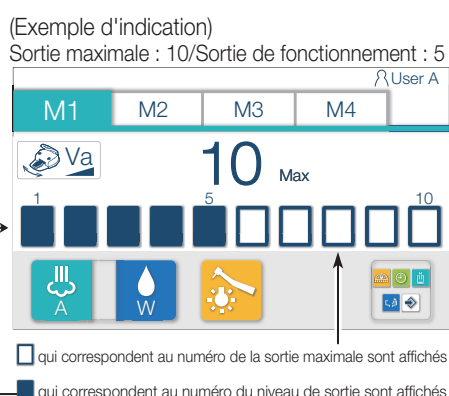 (Exemple d'indication)
Sortie maximale : 10/Sortie de fonctionnement : 5
User A
M1 M2 M3 M4
Va 10 Max
1 5 10
A W
qui correspondent au numéro de la sortie maximale sont affichés
qui correspondent au numéro du niveau de sortie sont affichés